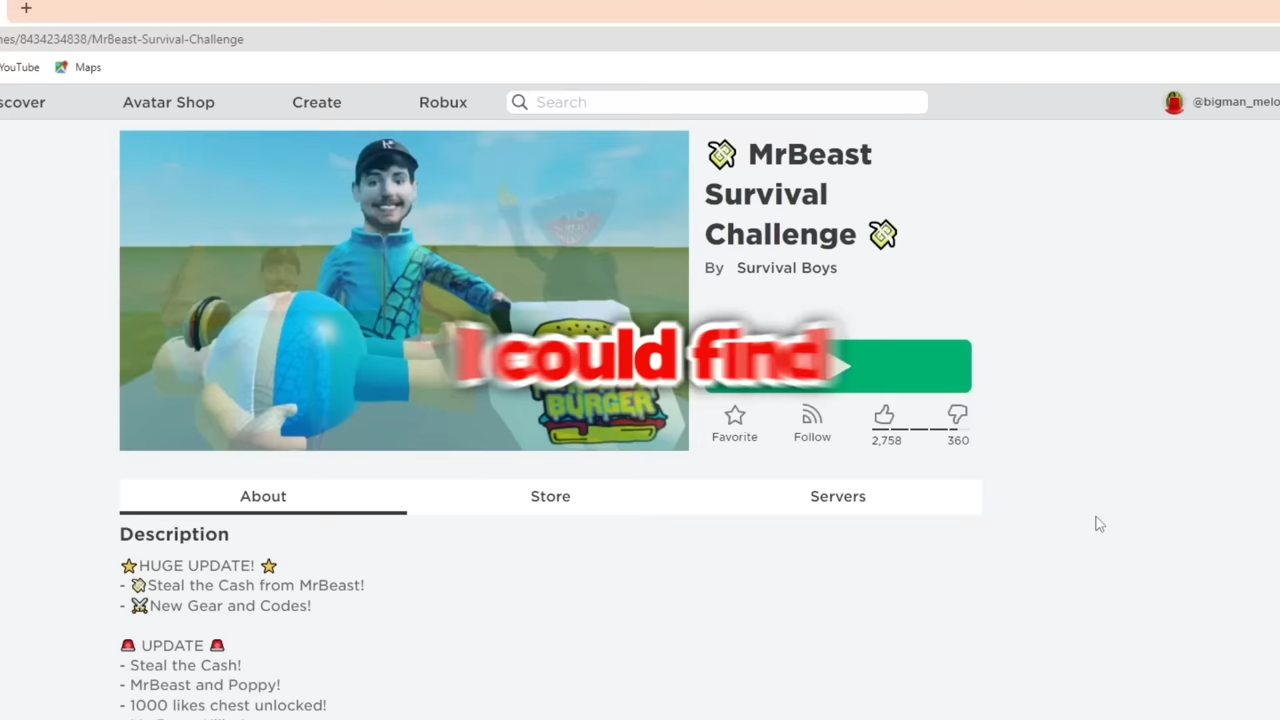 nes/8434234838/MrBeast-Survival-Challenge
YouTube Maps
scover Avatar Shop Create Robux Search @bigman_melo
MrBeast
Survival
Challenge
By Survival Boys
I could find
BURGER
Favorite Follow 2,758 360
About Store Servers
Description
HUGE UPDATE!
- Steal the Cash from MrBeast!
- New Gear and Codes!
UPDATE
- Steal the Cash!
- MrBeast and Poppy!
- 1000 likes chest unlocked!